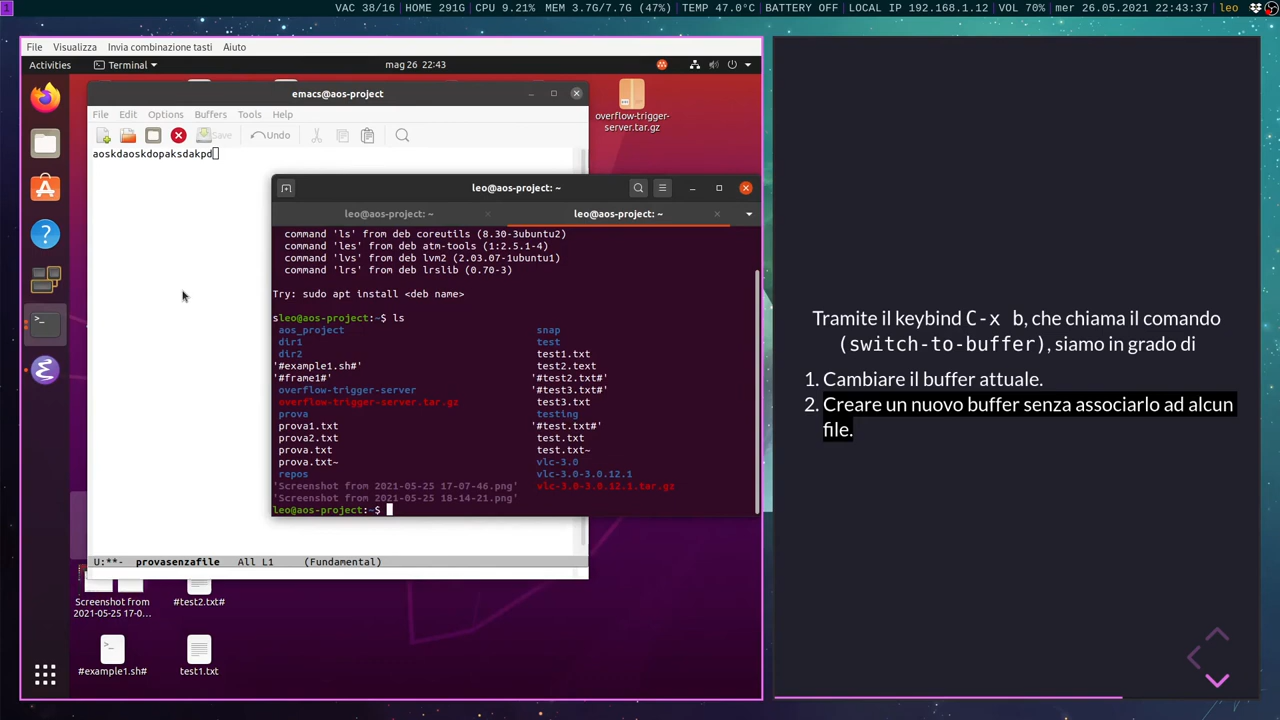 1
VAC 38/16 | HOME 291G | CPU 9.21% | MEM 3.7G/7.7G (47%) | TEMP 47.0°C | BATTERY OFF | LOCAL IP 192.168.1.12 | VOL 70% | mer 26.05.2021 22:43:37 | leo
File Visualizza Invia combinazione tasti Aiuto
Activities Terminal mag 26 22:43
emacs@aos-project
File Edit Options Buffers Tools Help
Save Undo
aoskdaoskdopaksdakpd
overflow-trigger-
server.tar.gz
leo@aos-project: ~
leo@aos-project: ~ leo@aos-project: ~
command 'ls' from deb coreutils (8.30-3ubuntu2)
command 'les' from deb atm-tools (1:2.5.1-4)
command 'lvs' from deb lvm2 (2.03.07-1ubuntu1)
command 'lrs' from deb lrslib (0.70-3)
Try: sudo apt install <deb name>
sleo@aos-project:~$ ls
aos_project snap
dir1 test
dir2 test1.txt
'#example1.sh#' test2.text
'#frame1#' '#test2.txt#'
overflow-trigger-server '#test3.txt#'
overflow-trigger-server.tar.gz test3.txt
prova testing
prova1.txt '#test.txt#'
prova2.txt test.txt
prova.txt test.txt~
prova.txt~ vlc-3.0
repos vlc-3.0-3.0.12.1
'Screenshot from 2021-05-25 17-07-46.png' vlc-3.0-3.0.12.1.tar.gz
'Screenshot from 2021-05-25 18-14-21.png'
leo@aos-project:~$
U:**- provasenzafile All L1 (Fundamental)
Screenshot from
2021-05-25 17-0...
#test2.txt#
#example1.sh#
test1.txt
Tramite il keybind C-x b, che chiama il comando
(switch-to-buffer), siamo in grado di
1. Cambiare il buffer attuale.
2. Creare un nuovo buffer senza associarlo ad alcun
file.